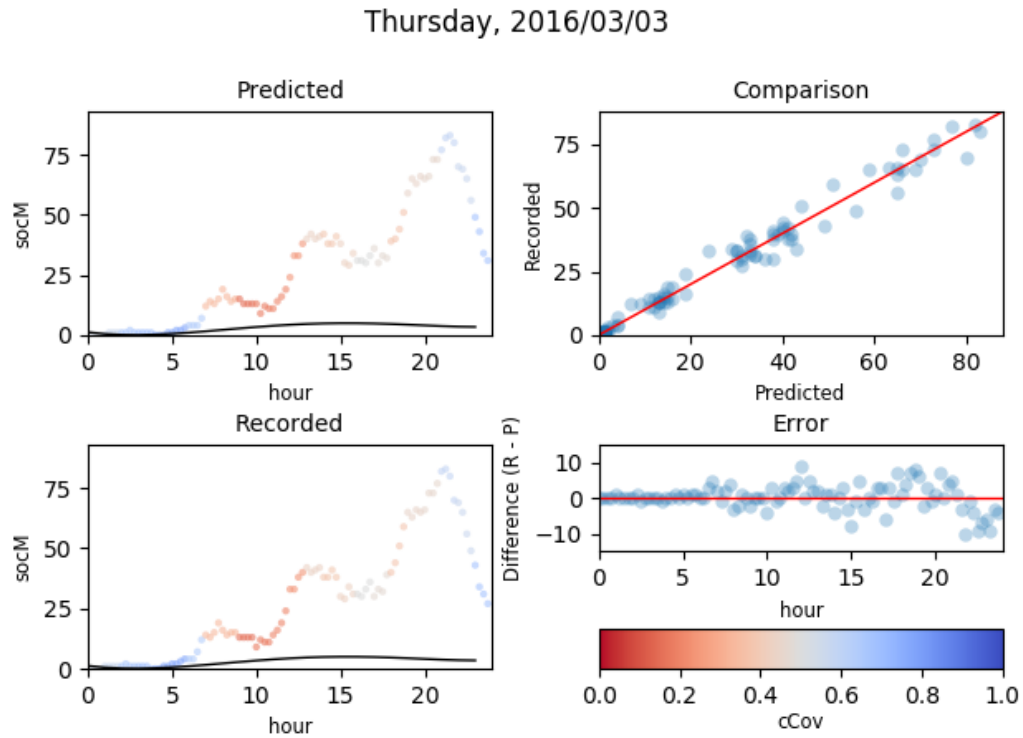 Thursday, 2016/03/03
Predicted
socM
75
50
25
0
0 5 10 15 20
hour
Comparison
Recorded
75
50
25
0
0 20 40 60 80
Predicted
Recorded
socM
75
50
25
0
0 5 10 15 20
hour
Error
Difference (R - P)
10
0
−10
0 5 10 15 20
hour
0.0 0.2 0.4 0.6 0.8 1.0
cCov